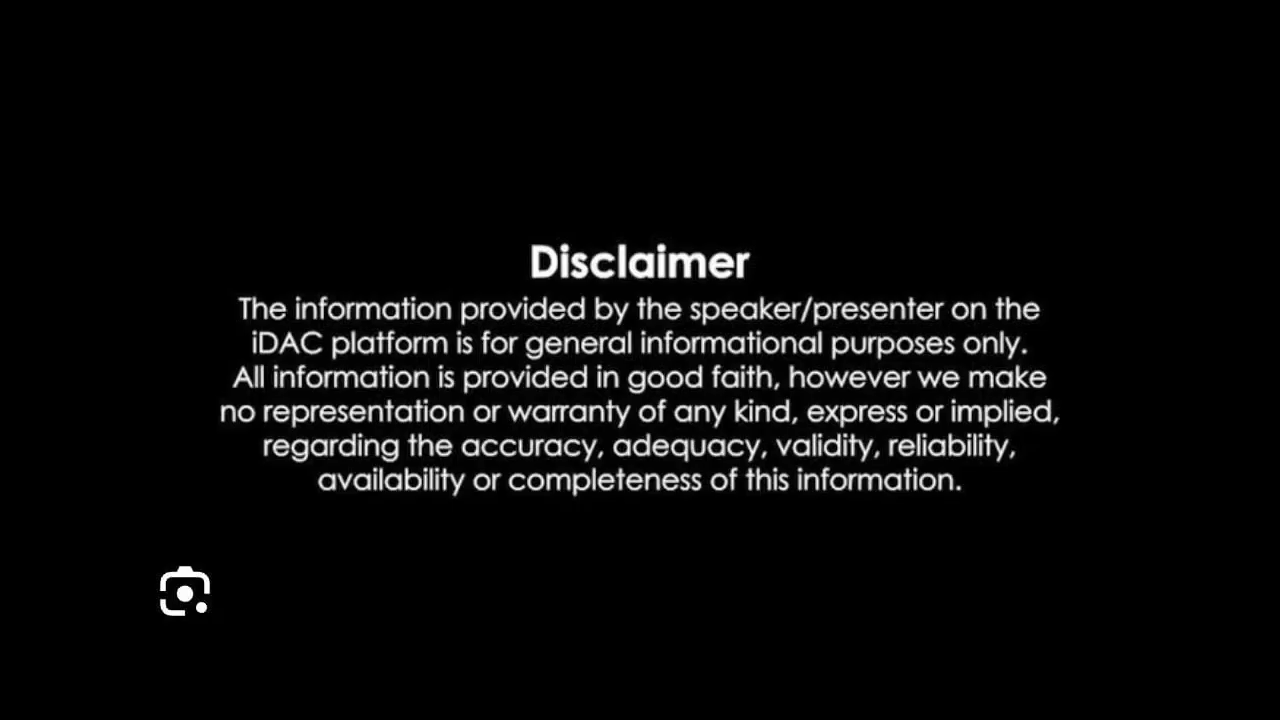 Disclaimer
The information provided by the speaker/presenter on the
iDAC platform is for general informational purposes only.
All information is provided in good faith, however we make
no representation or warranty of any kind, express or implied,
regarding the accuracy, adequacy, validity, reliability,
availability or completeness of this information.